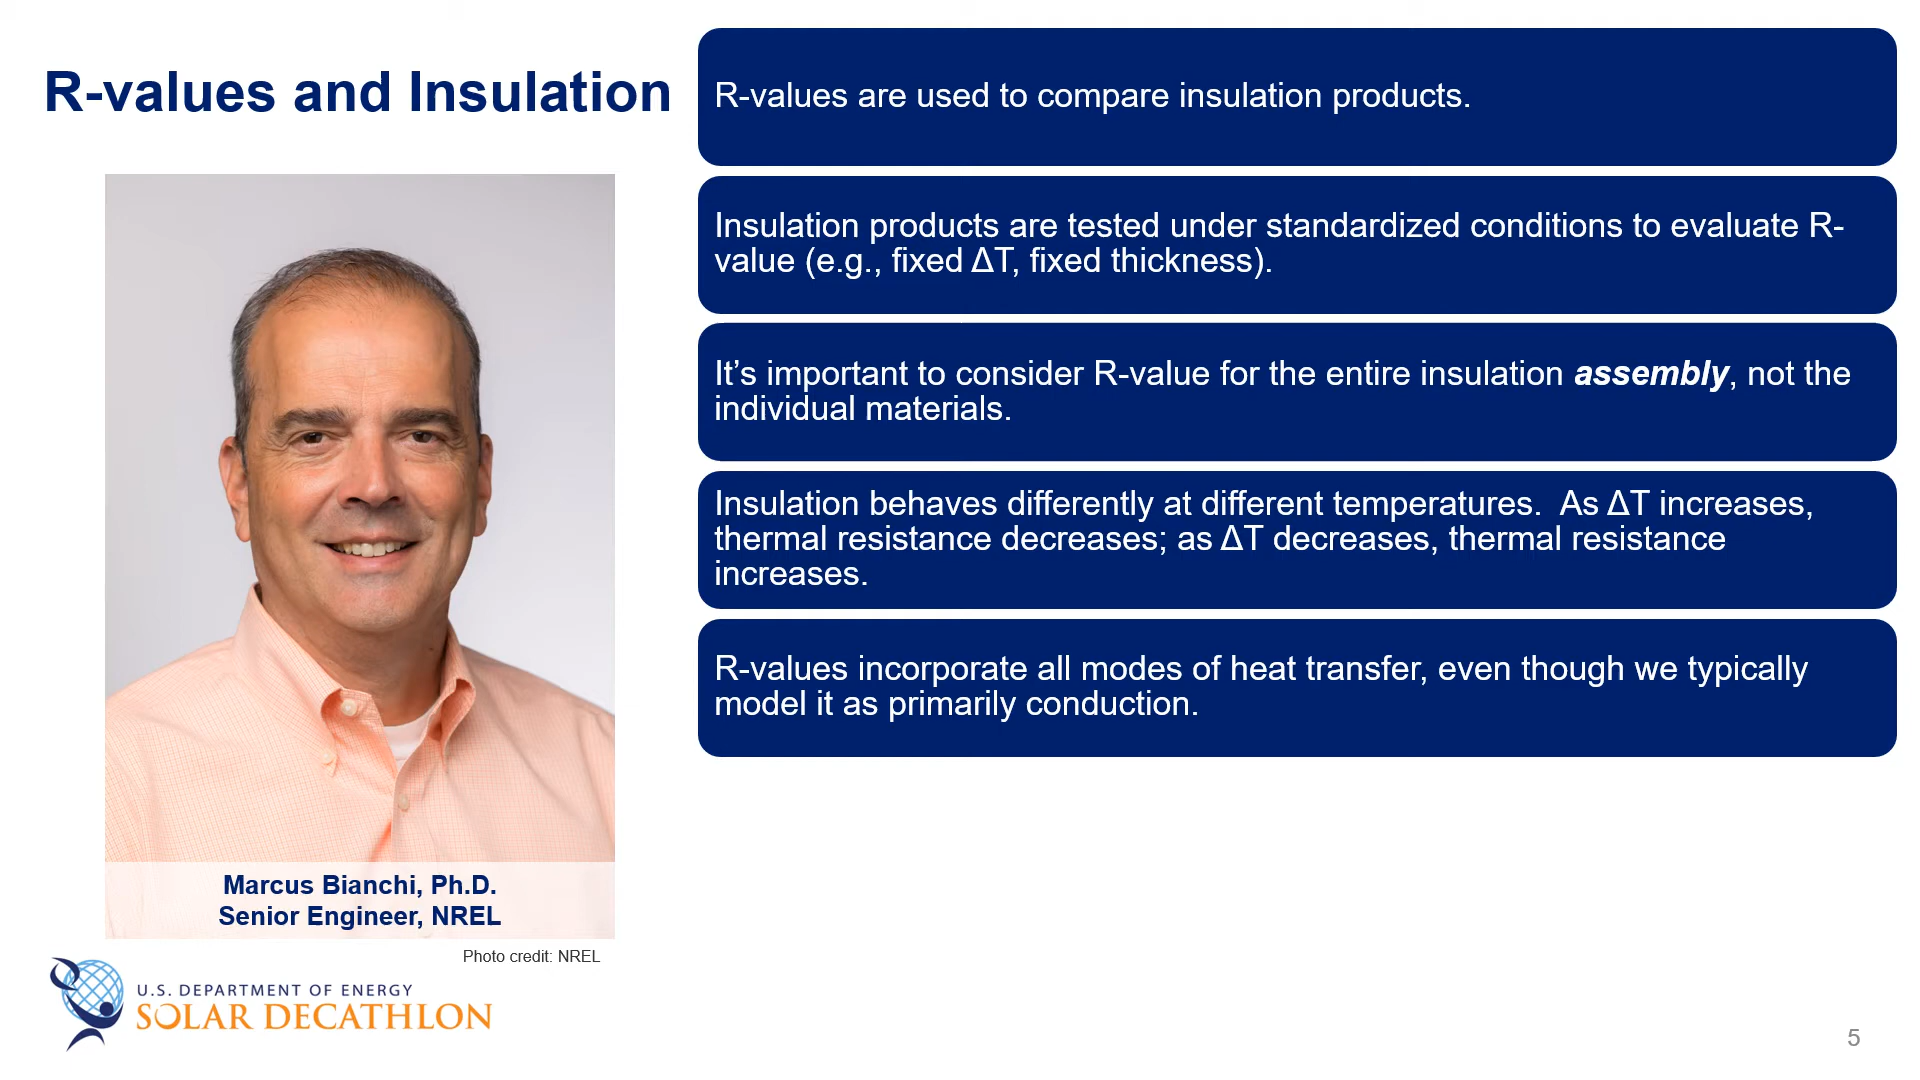 R-values and Insulation
R-values are used to compare insulation products.
Insulation products are tested under standardized conditions to evaluate R-
value (e.g., fixed ΔT, fixed thickness).
It’s important to consider R-value for the entire insulation assembly, not the
individual materials.
Insulation behaves differently at different temperatures.  As ΔT increases,
thermal resistance decreases; as ΔT decreases, thermal resistance
increases.
R-values incorporate all modes of heat transfer, even though we typically
model it as primarily conduction.
Marcus Bianchi, Ph.D.
Senior Engineer, NREL
Photo credit: NREL
U.S. DEPARTMENT OF ENERGY
SOLAR DECATHLON
5